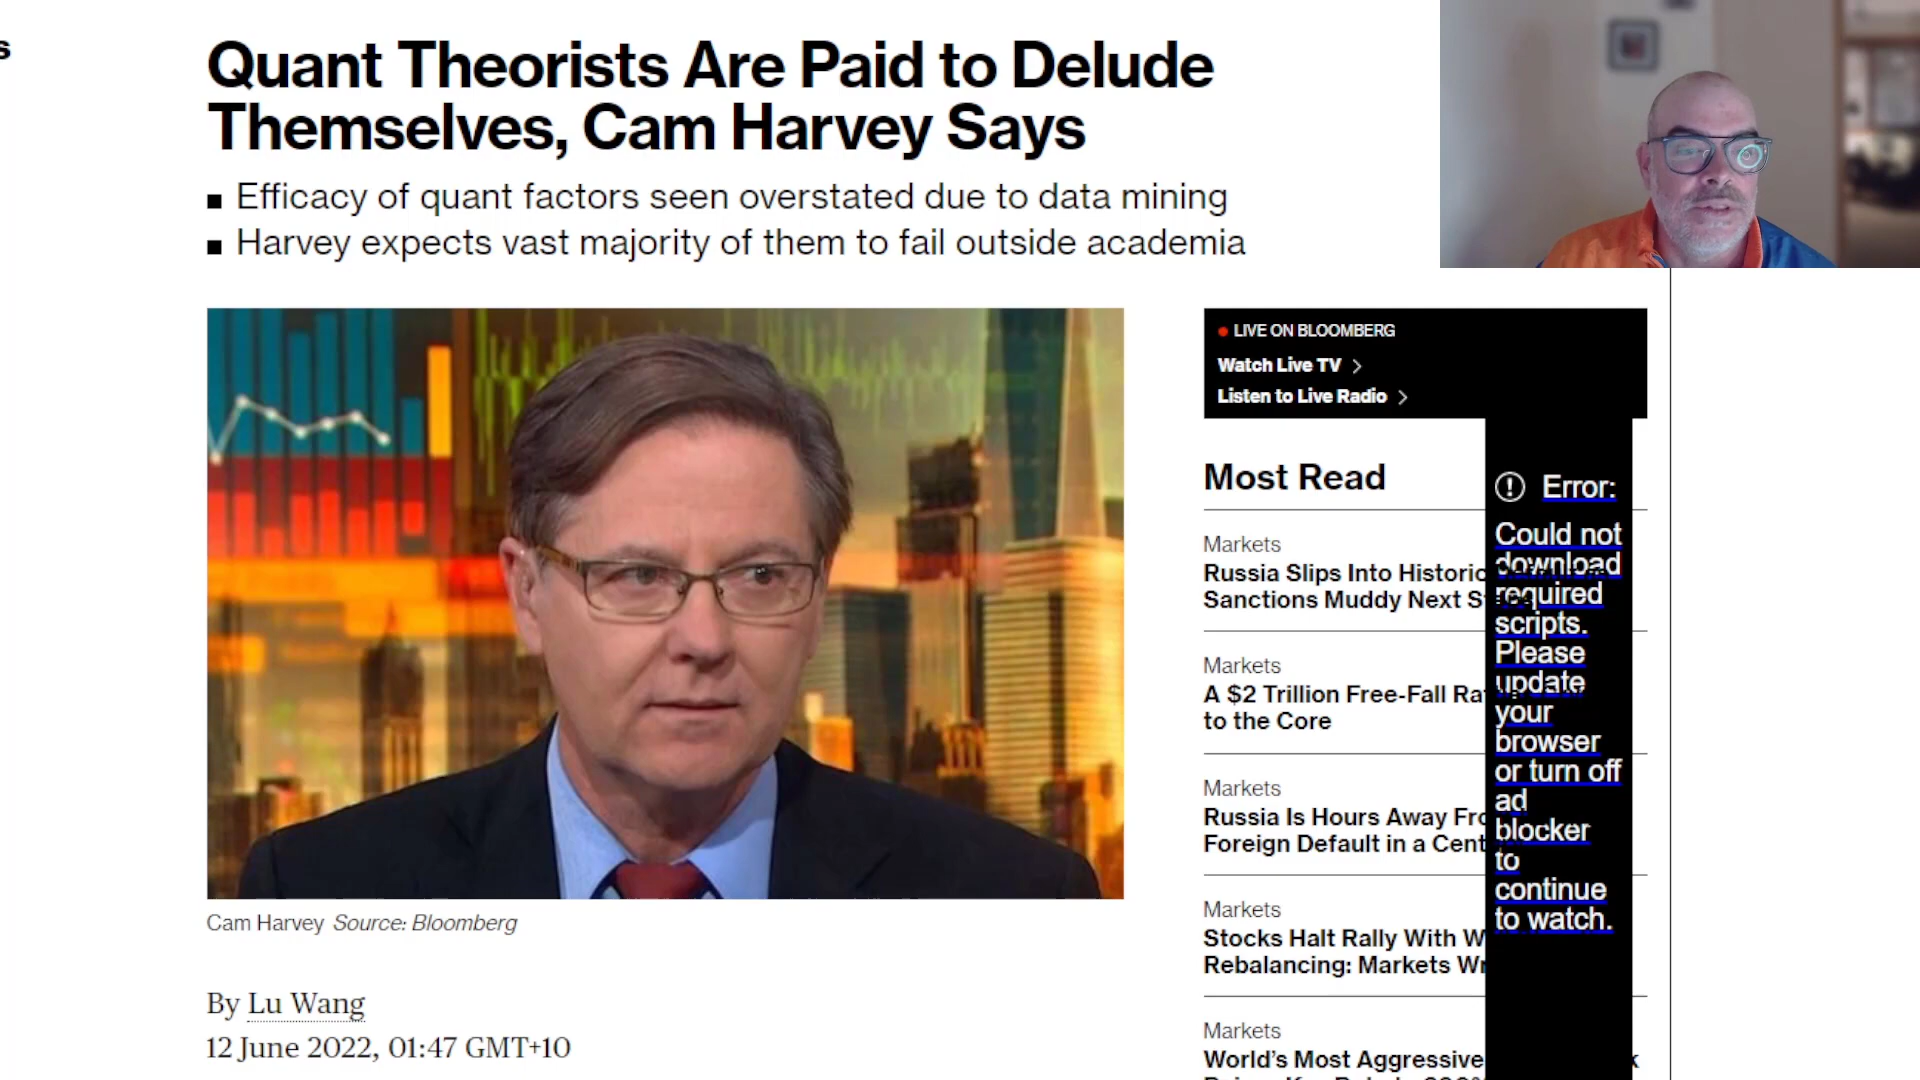 s
Quant Theorists Are Paid to Delude
Themselves, Cam Harvey Says
Efficacy of quant factors seen overstated due to data mining
Harvey expects vast majority of them to fail outside academia
LIVE ON BLOOMBERG
Watch Live TV
Listen to Live Radio
Most Read
Markets
Russia Slips Into Historic
Sanctions Muddy Next
Markets
A $2 Trillion Free-Fall
to the Core
Markets
Russia Is Hours Away
Foreign Default in a
Markets
Stocks Halt Rally With
Rebalancing: Markets
Markets
World's Most Aggressive
Error:
Could not
download
required
scripts.
Please
update
your
browser
or turn off
ad
blocker
to
continue
to watch.
Cam Harvey Source: Bloomberg
By Lu Wang
12 June 2022, 01:47 GMT+10